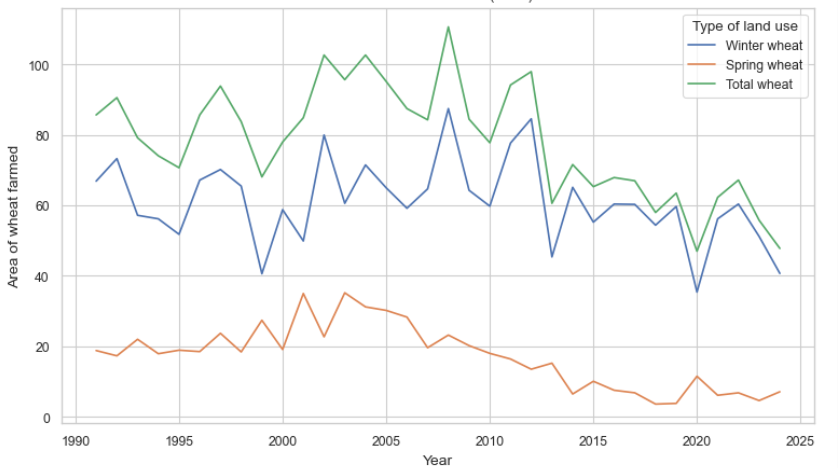 Type of land use
Winter wheat
Spring wheat
Total wheat
Area of wheat farmed
100
80
60
40
20
0
1990 1995 2000 2005 2010 2015 2020 2025
Year